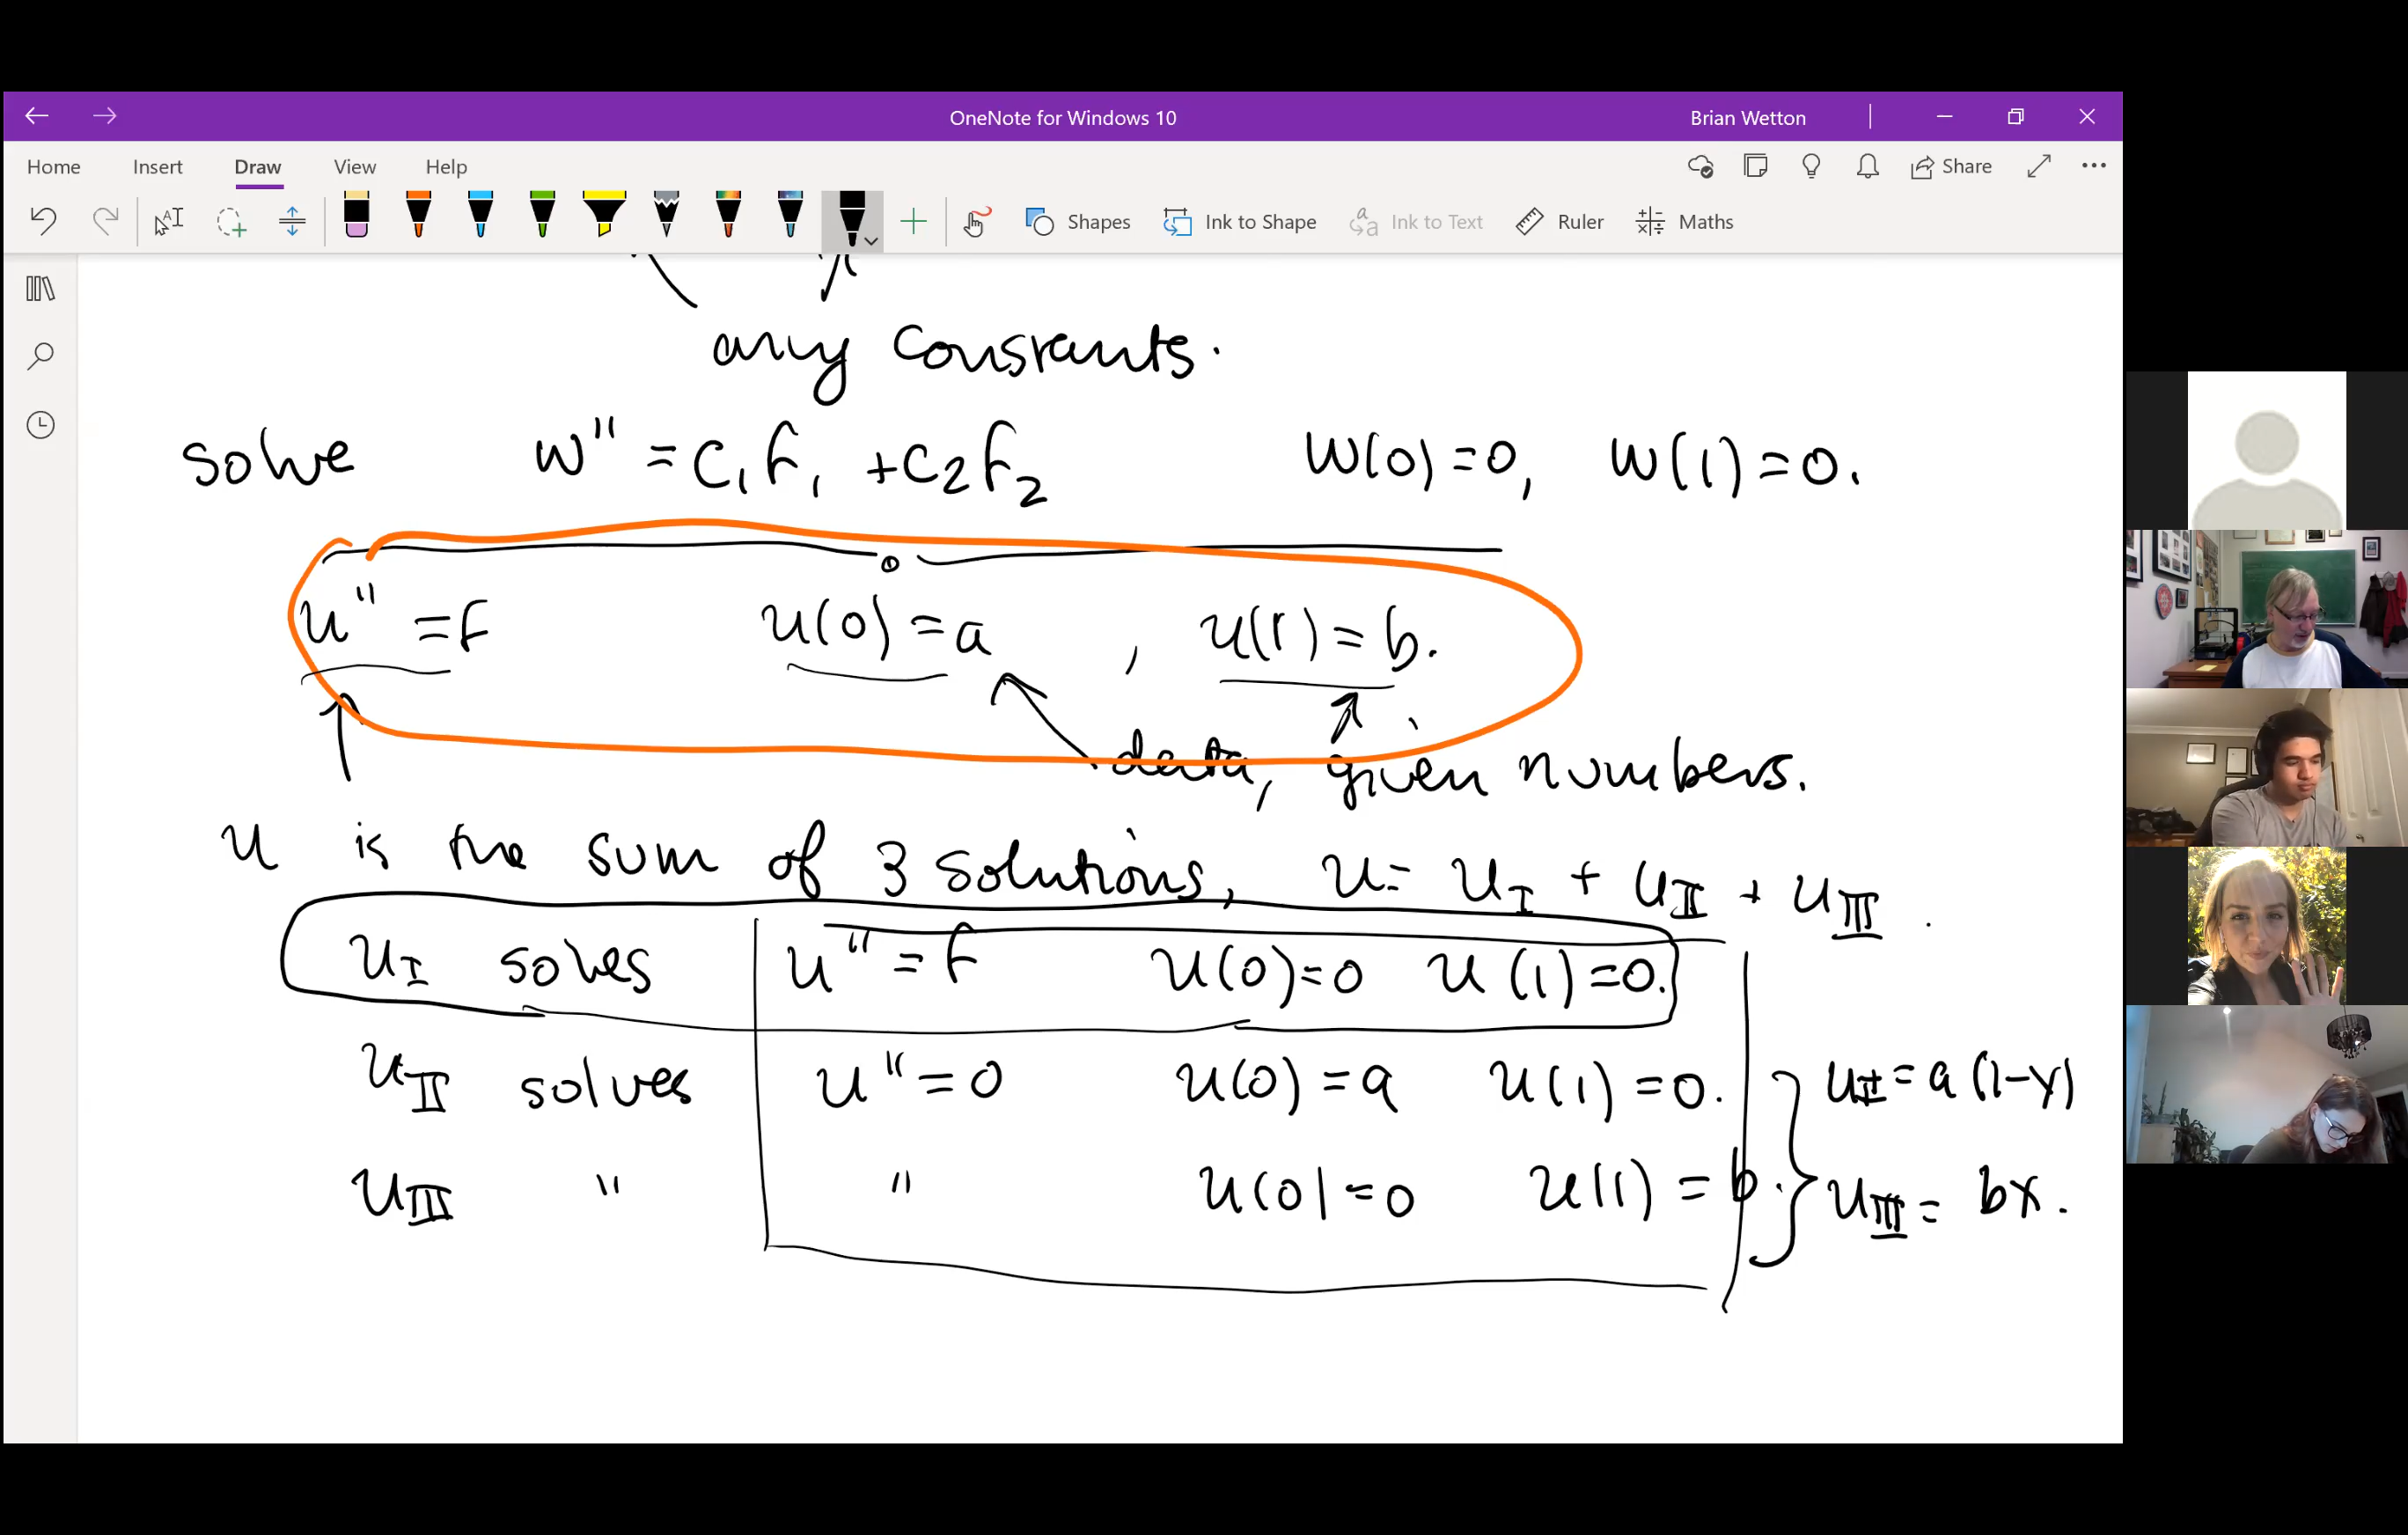 OneNote for Windows 10
Brian Wetton
Home Insert Draw View Help
Share
Shapes Ink to Shape Ink to Text Ruler Maths
any constants.
solve w" = c₁f₁ + c₂f₂ w(0)=0, w(1)=0.
u" = f u(0) = a , u(1) = b.
data, given numbers.
u is the sum of 3 solutions, u = u_I + u_II + u_III.
u_I solves u" = f u(0)=0 u(1)=0.
u_II solves u" = 0 u(0) = a u(1) = 0. u_II = a(1-x)
u_III " " u(0) = 0 u(1) = b. u_III = bx.